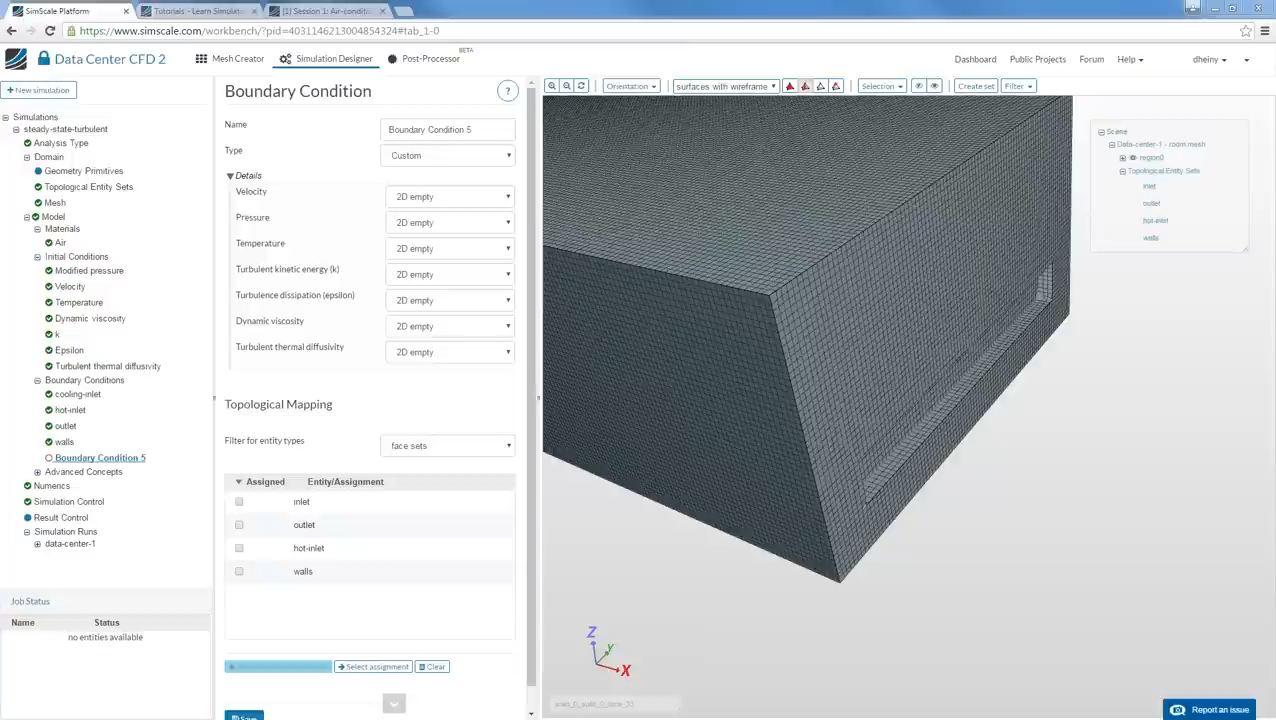 SimScale Platform
Tutorials - Learn Simulat
[1] Session 1: Air-condition
https://www.simscale.com/workbench/?pid=4031146213004854324#tab_1-0
Data Center CFD 2
Mesh Creator
Simulation Designer
Post-Processor
BETA
Dashboard
Public Projects
Forum
Help
dheiny
New simulation
Simulations
steady-state-turbulent
Analysis Type
Domain
Geometry Primitives
Topological Entity Sets
Mesh
Model
Materials
Air
Initial Conditions
Modified pressure
Velocity
Temperature
Dynamic viscosity
k
Epsilon
Turbulent thermal diffusivity
Boundary Conditions
cooling-inlet
hot-inlet
outlet
walls
Boundary Condition 5
Advanced Concepts
Numerics
Simulation Control
Result Control
Simulation Runs
data-center-1
Job Status
Name Status
no entities available
Boundary Condition
?
Name Boundary Condition 5
Type Custom
Details
Velocity 2D empty
Pressure 2D empty
Temperature 2D empty
Turbulent kinetic energy (k) 2D empty
Turbulence dissipation (epsilon) 2D empty
Dynamic viscosity 2D empty
Turbulent thermal diffusivity 2D empty
Topological Mapping
Filter for entity types face sets
Assigned Entity/Assignment
inlet
outlet
hot-inlet
walls
Select assignment
Clear
Save
Orientation
surfaces with wireframe
Selection
Create set
Filter
Scene
Data-center-1 - room mesh
region0
Topological Entity Sets
inlet
outlet
hot-inlet
walls
Z
Y
X
Report an issue